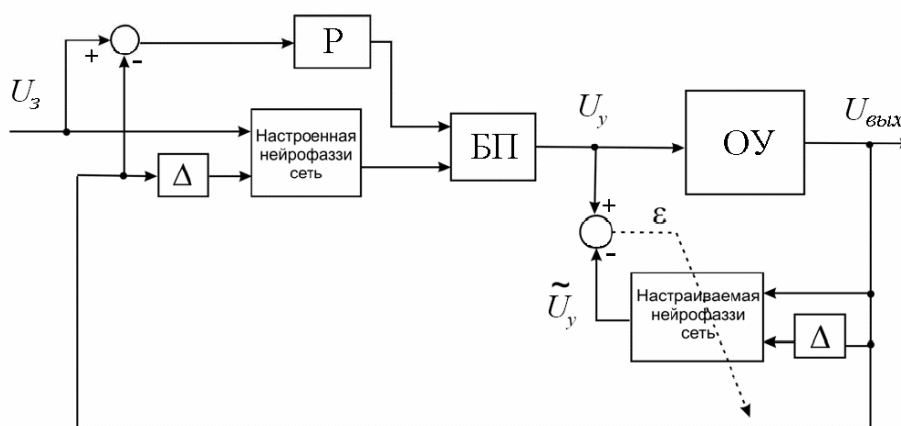 +
-
P
U_з
Настроенная
нейрофаззи
сеть
Δ
БП
U_y
ОУ
U_вых
+
-
ε
Ũ_y
Настраиваемая
нейрофаззи
сеть
Δ